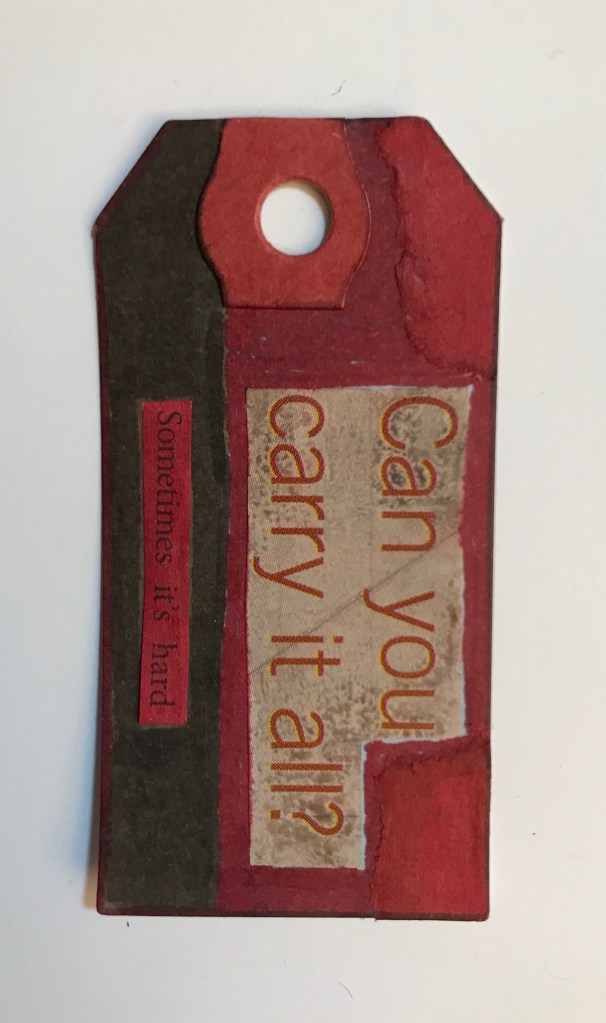 Can you
carry it all?
Sometimes it's hard